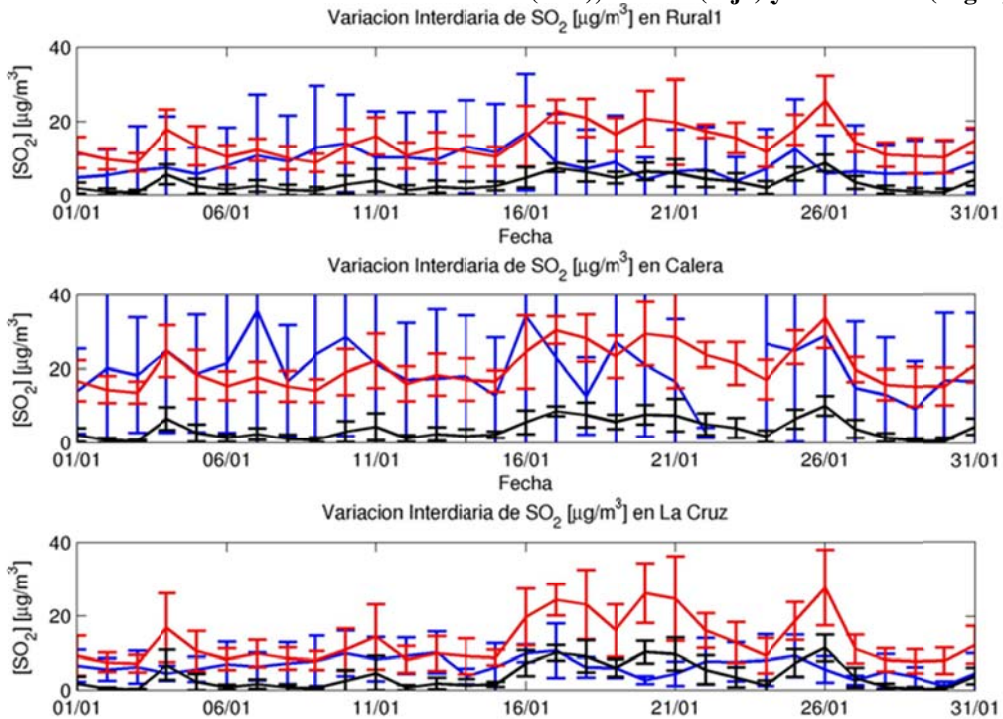 Variacion Interdiaria de SO2 [μg/m3] en Rural1
[SO2] [μg/m3]
40
20
0
01/01 06/01 11/01 16/01 21/01 26/01 31/01
Fecha
Variacion Interdiaria de SO2 [μg/m3] en Calera
[SO2] [μg/m3]
40
20
0
01/01 06/01 11/01 16/01 21/01 26/01 31/01
Fecha
Variacion Interdiaria de SO2 [μg/m3] en La Cruz
[SO2] [μg/m3]
40
20
0
01/01 06/01 11/01 16/01 21/01 26/01 31/01